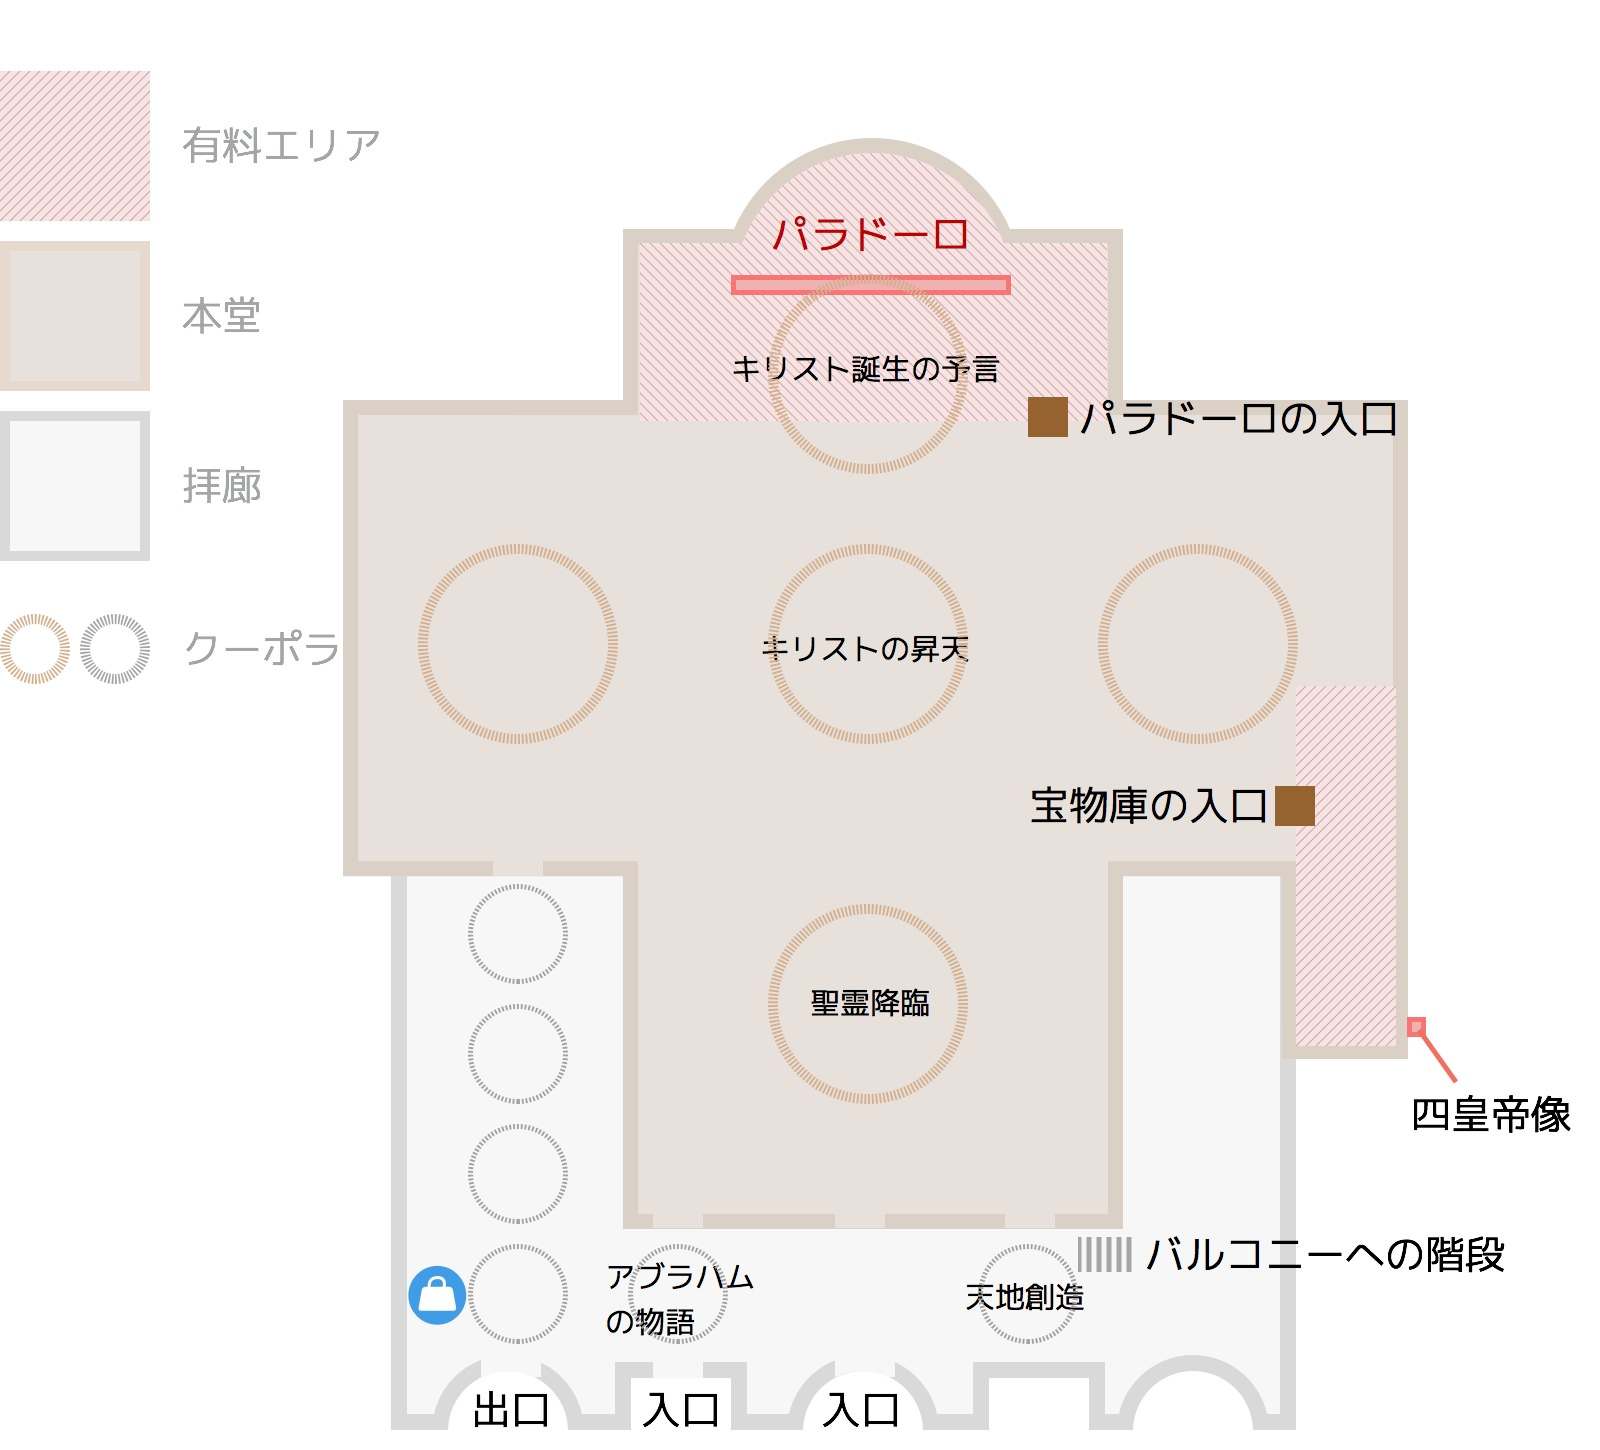 有料エリア
本堂
拝廊
クーポラ
パラドーロ
キリスト誕生の予言
パラドーロの入口
キリストの昇天
宝物庫の入口
聖霊降臨
四皇帝像
バルコニーへの階段
アブラハム
の物語
天地創造
出口
入口
入口